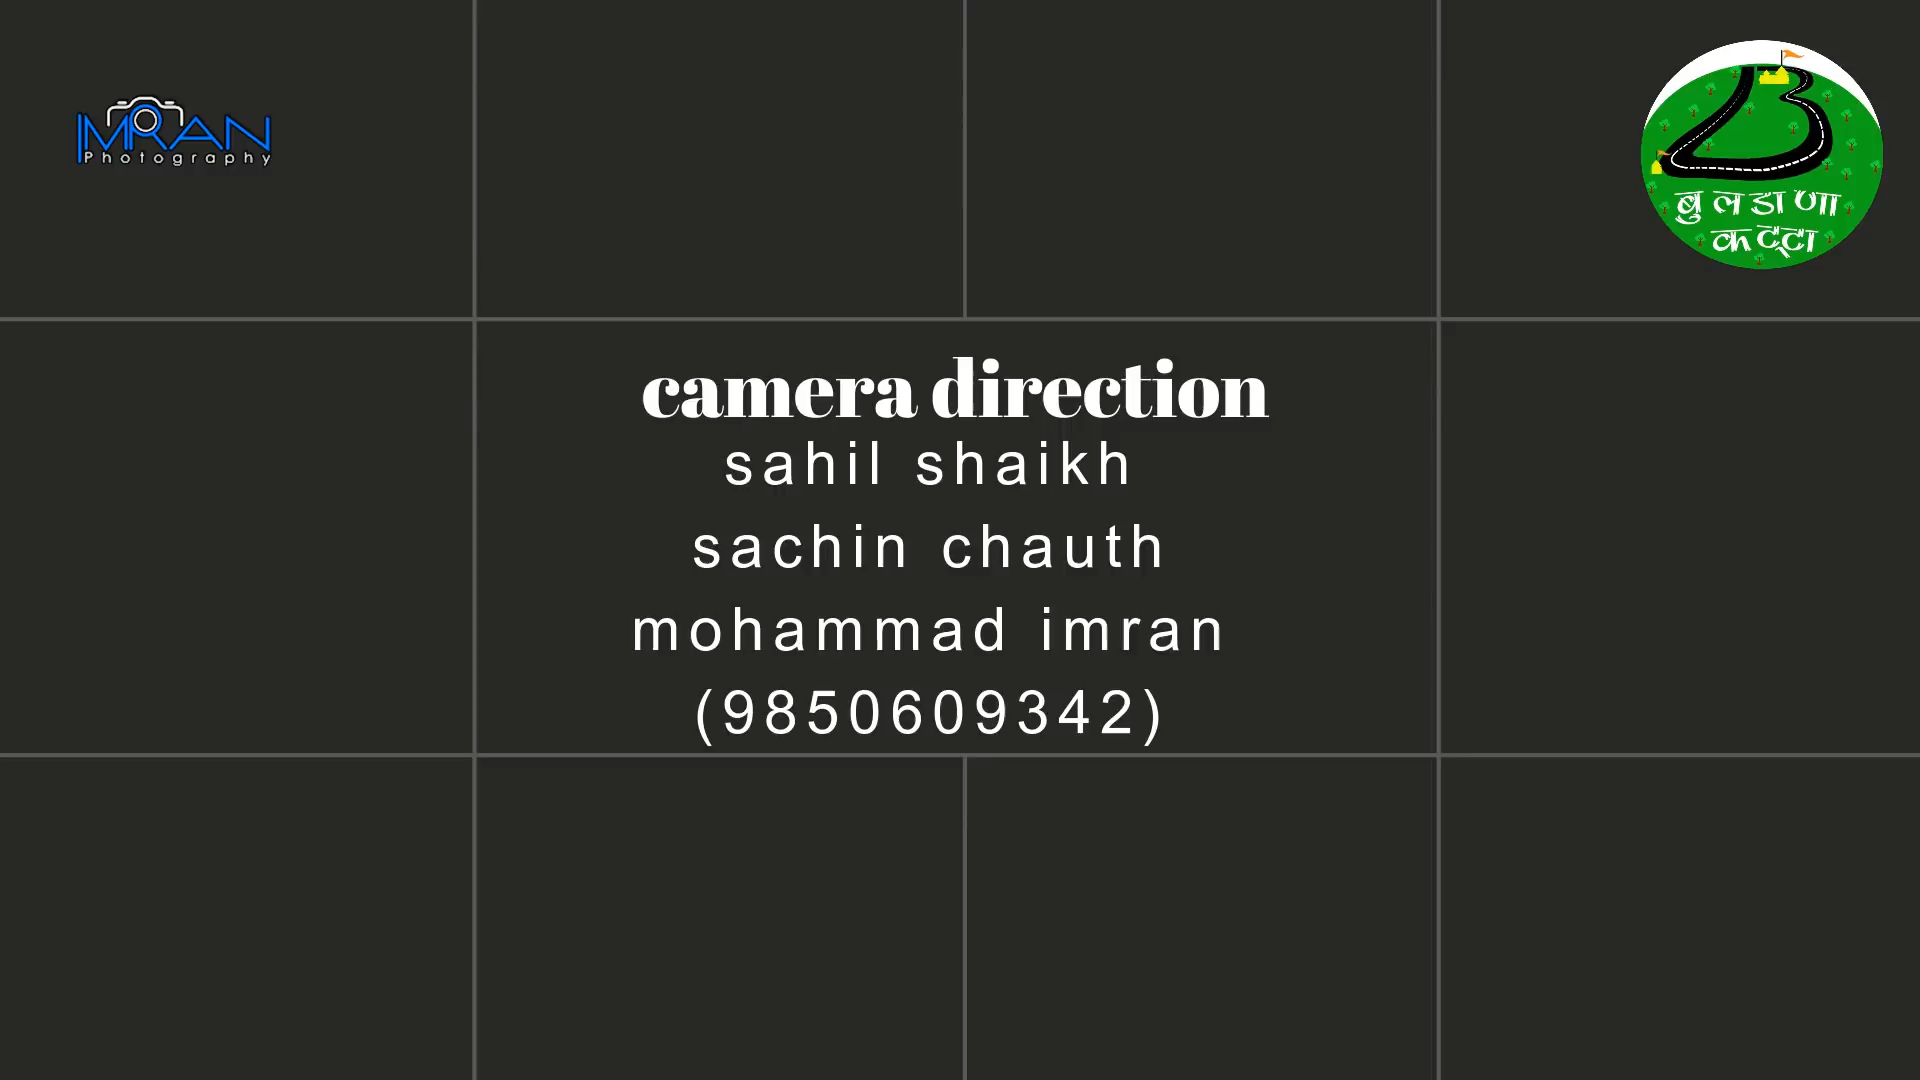 IMRAN
Photography
बुलडाणा
कट्टा
camera direction
sahil shaikh
sachin chauth
mohammad imran
(9850609342)